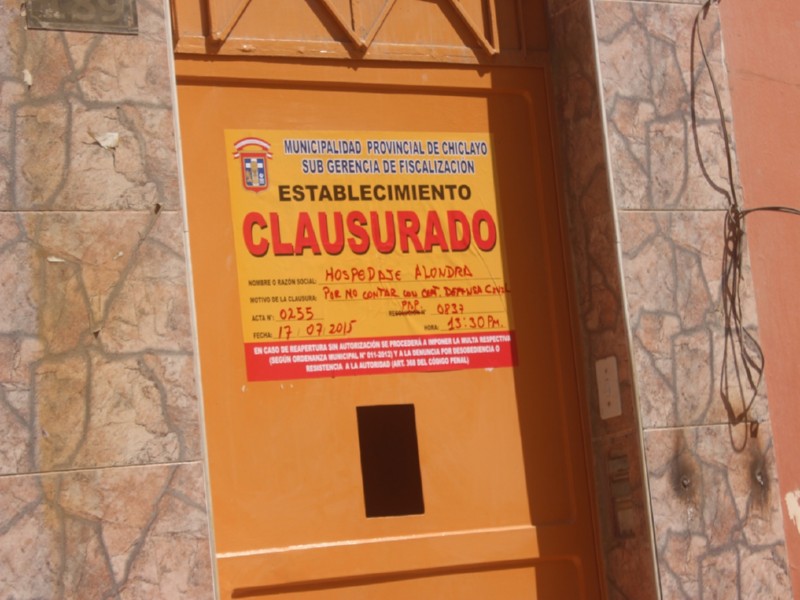 MUNICIPALIDAD PROVINCIAL DE CHICLAYO
SUB GERENCIA DE FISCALIZACION
ESTABLECIMIENTO
CLAUSURADO
NOMBRE O RAZÓN SOCIAL: HOSPEDAJE ALONDRA
MOTIVO DE LA CLAUSURA: POR NO CONTAR CON CERT. DEFENSA CIVIL
ACTA N°: 0255 RESOLUCION N° PAP. 0837
FECHA: 17.07.2015 HORA: 13:30 PM.
EN CASO DE REAPERTURA SIN AUTORIZACIÓN SE PROCEDERÁ A IMPONER LA MULTA RESPECTIVA
(SEGÚN ORDENANZA MUNICIPAL N° 011-2012) Y A LA DENUNCIA POR DESOBEDIENCIA O
RESISTENCIA A LA AUTORIDAD (ART. 368 DEL CÓDIGO PENAL)